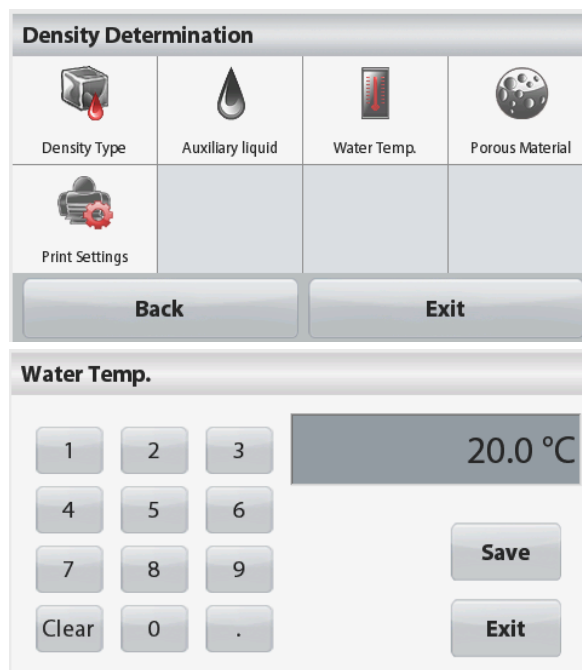 Density Determination
Density Type Auxiliary liquid Water Temp. Porous Material
Print Settings
Back Exit
Water Temp.
20.0 °C
1 2 3
4 5 6
7 8 9
Clear 0 .
Save
Exit